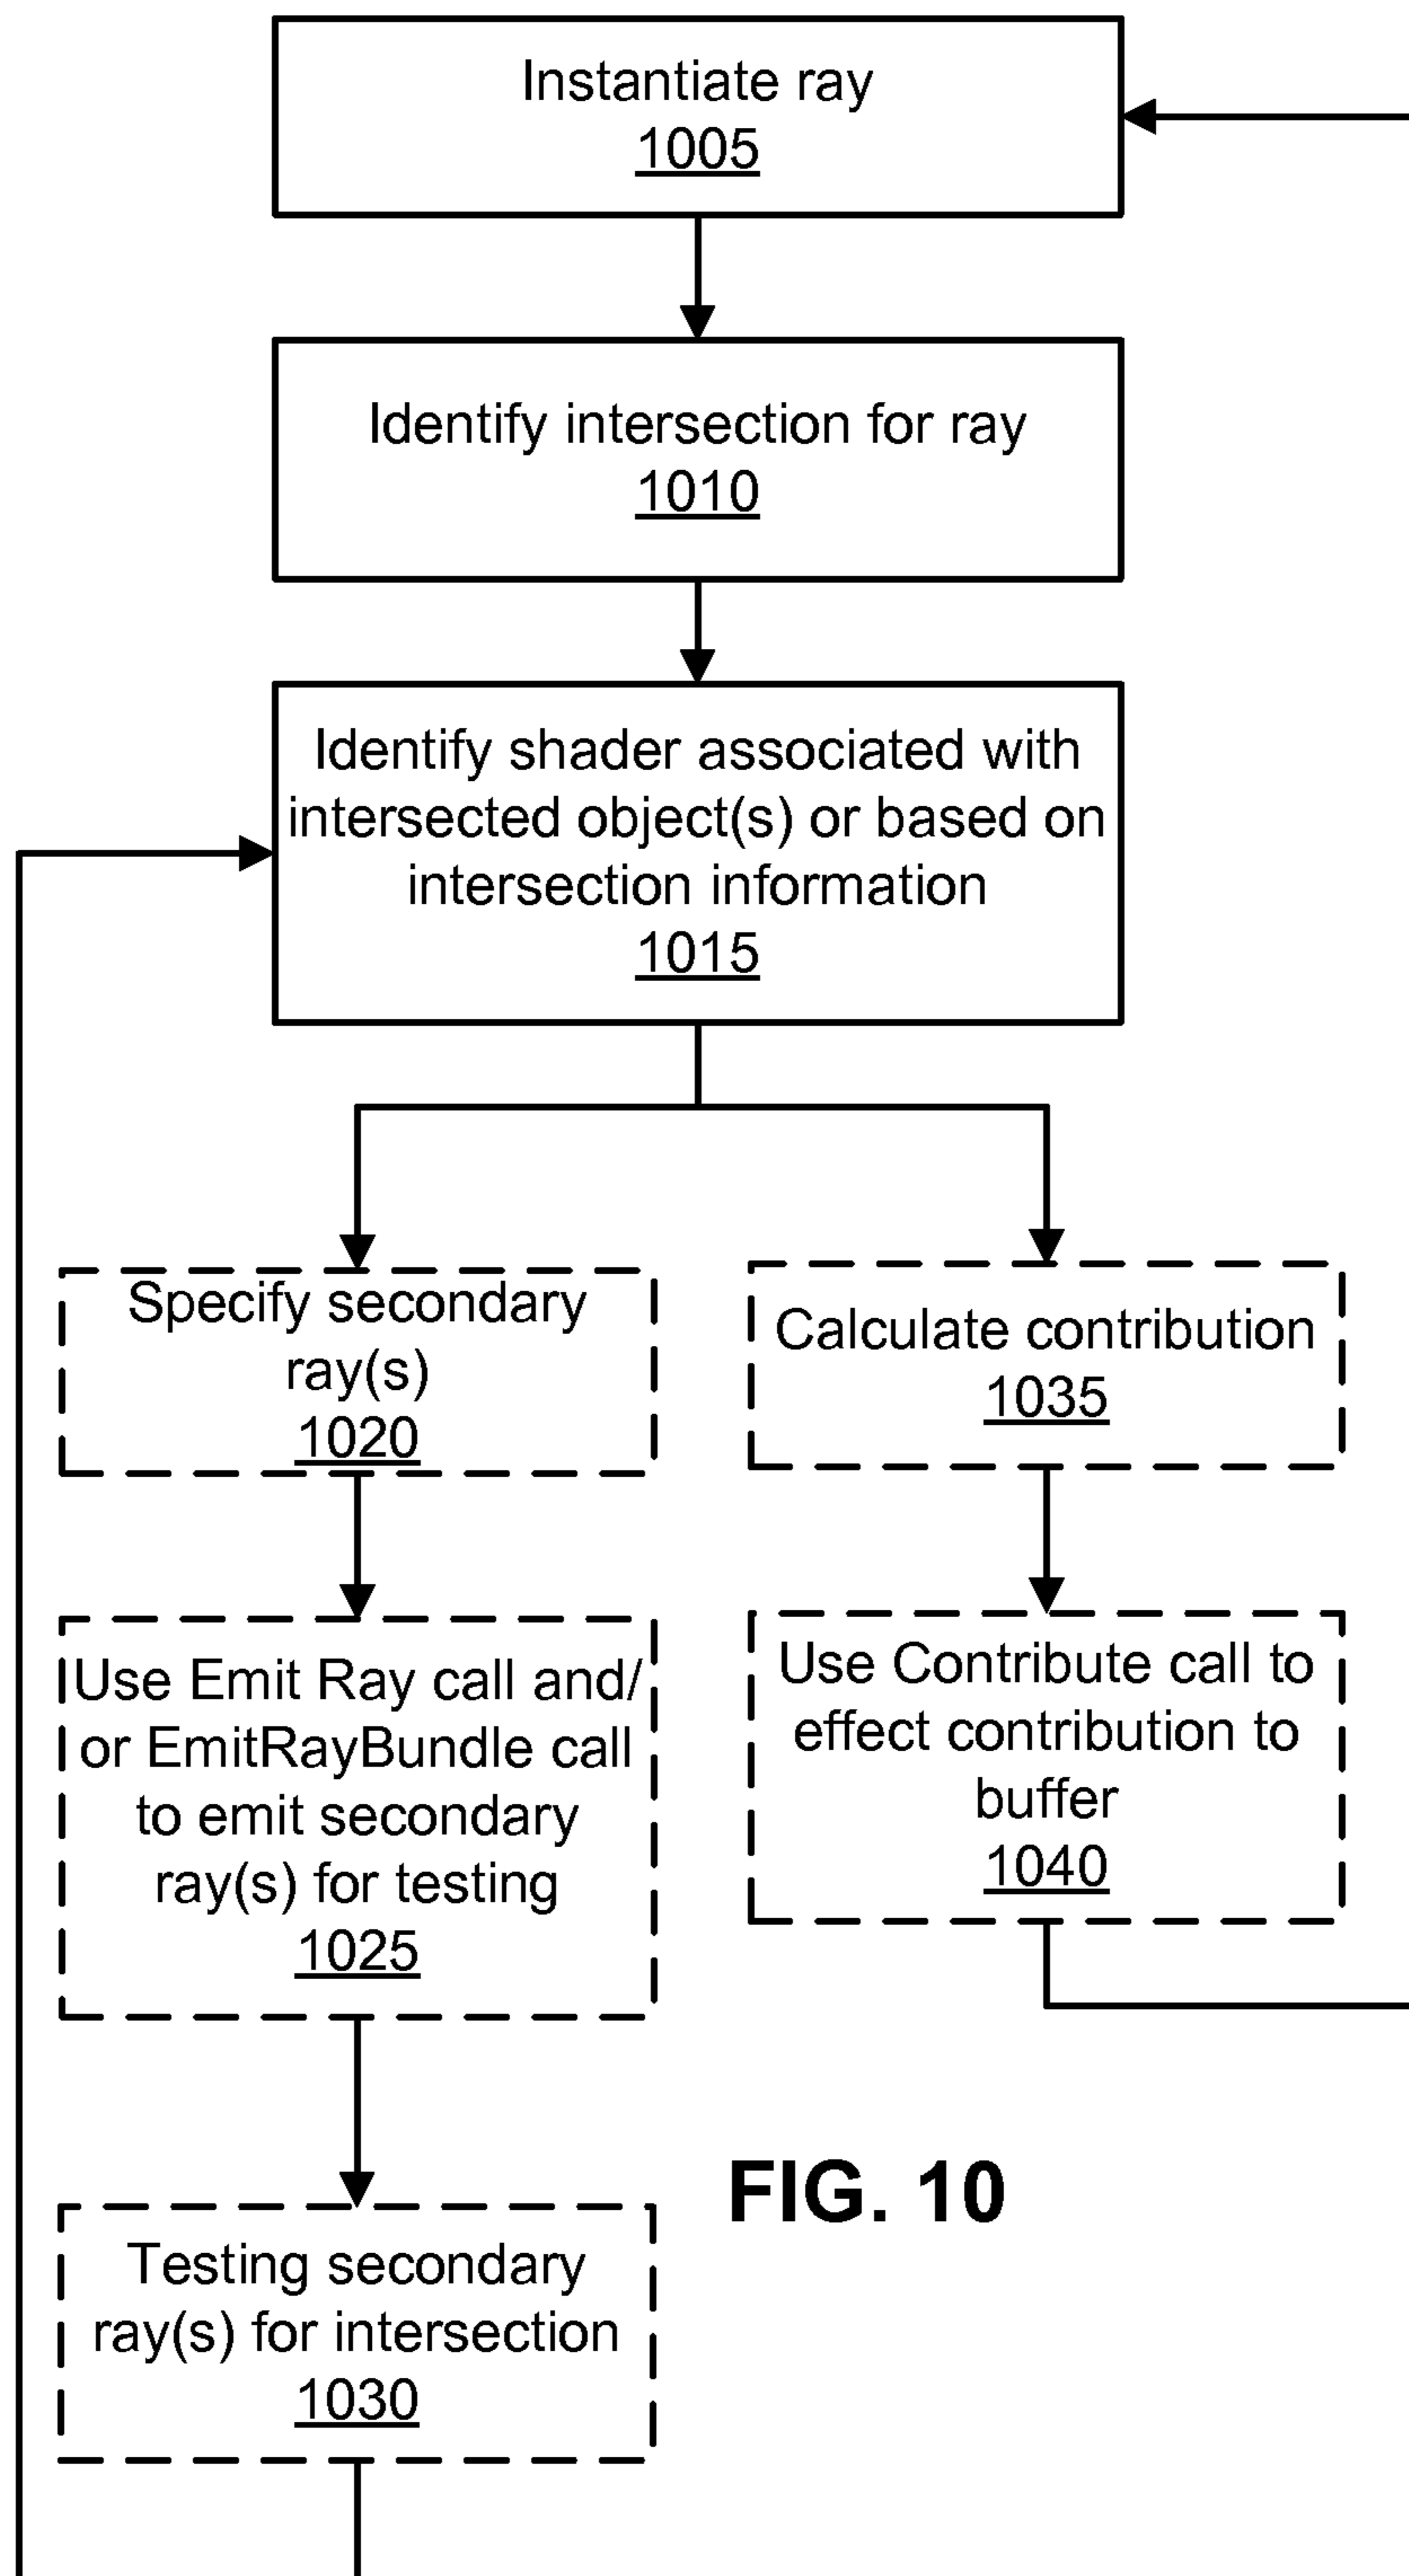 Instantiate ray
1005
Identify intersection for ray
1010
Identify shader associated with
intersected object(s) or based on
intersection information
1015
Specify secondary
ray(s)
1020
Use Emit Ray call and/
or EmitRayBundle call
to emit secondary
ray(s) for testing
1025
Testing secondary
ray(s) for intersection
1030
Calculate contribution
1035
Use Contribute call to
effect contribution to
buffer
1040
FIG. 10